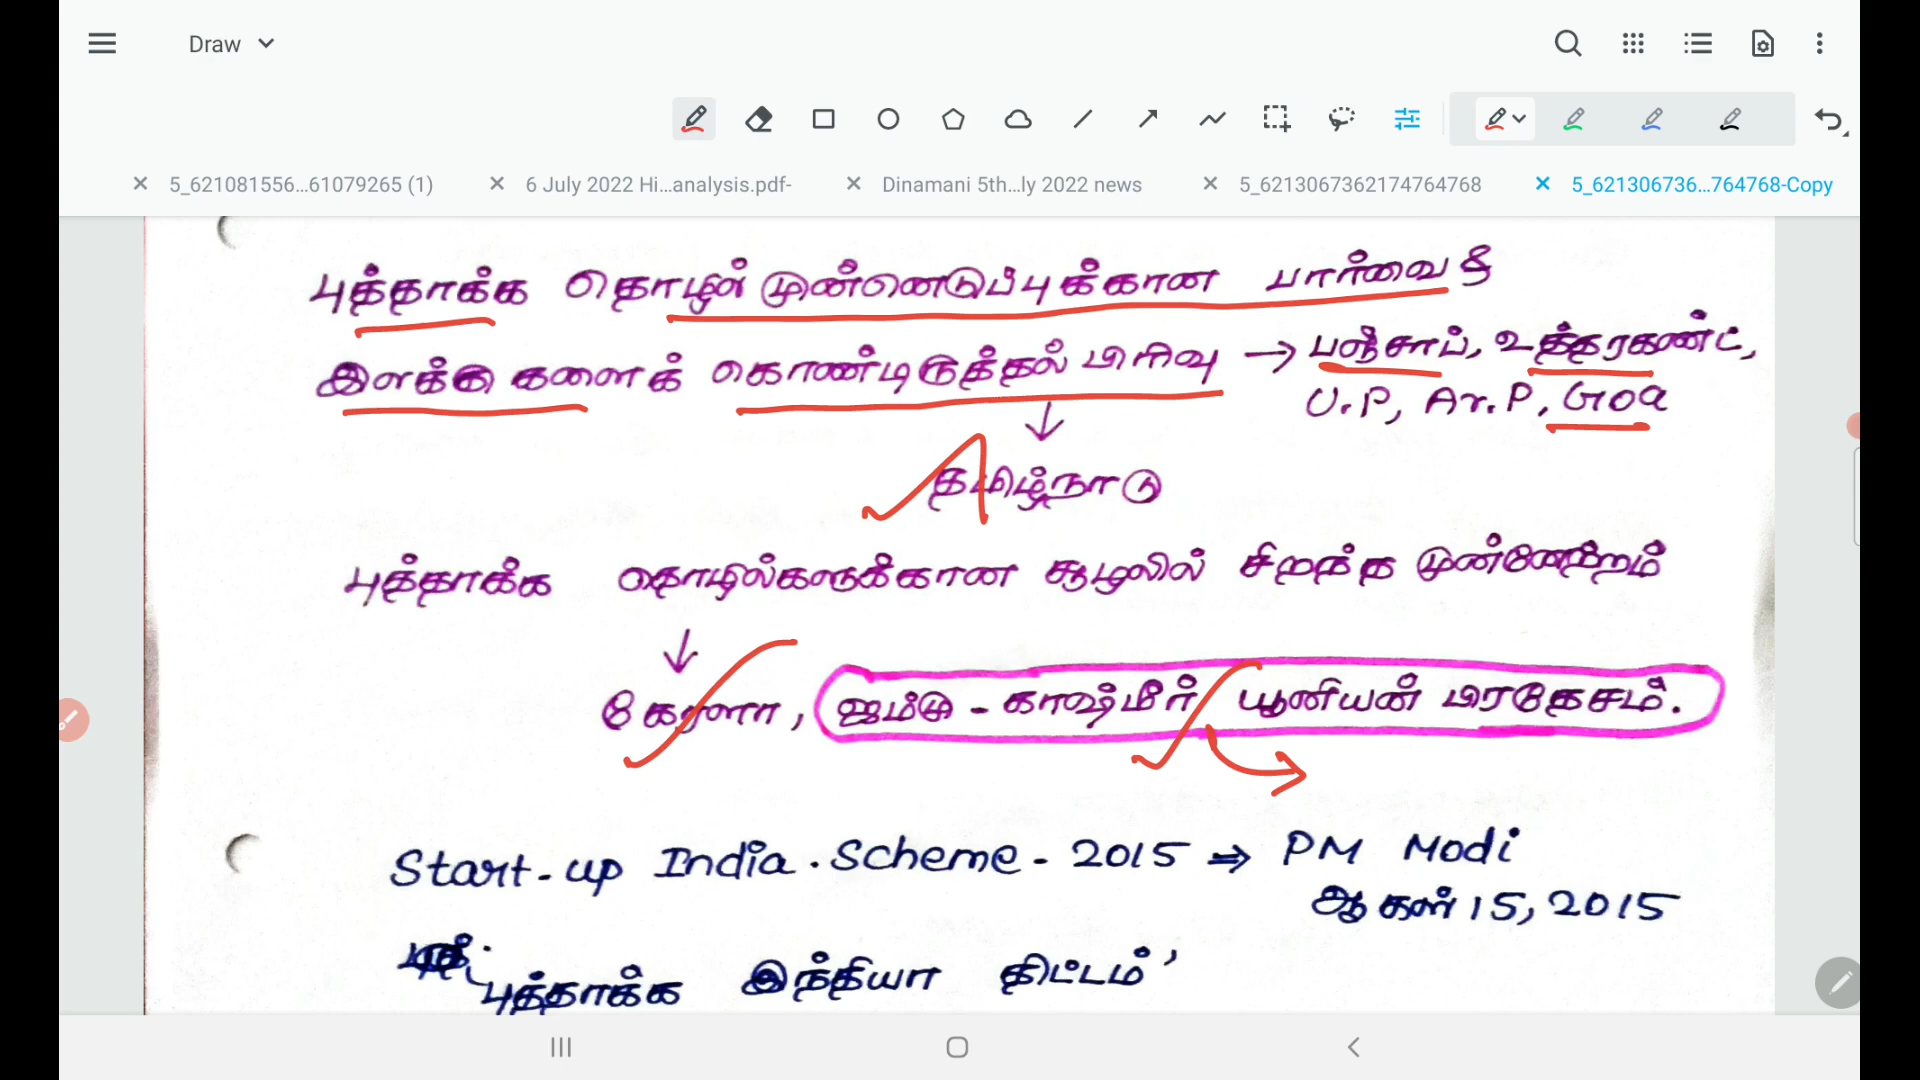 Draw
5_621081556...61079265 (1)
6 July 2022 Hi...analysis.pdf-
Dinamani 5th...ly 2022 news
5_6213067362174764768
5_621306736...764768-Copy
புத்தாக்க தொழில் முன்னெடுப்புக்கான பார்வை &
இலக்கு களைக் கொண்டிருத்தல் பிரிவு → பஞ்சாப், உத்தரகண்ட்,
U.P, Ar.P, Goa
↓
தமிழ்நாடு
புத்தாக்க தொழில்களுக்கான சூழலில் சிறந்த முன்னேற்றம்
↓
கேரளா, ஜம்மு - காஷ்மீர் யூனியன் பிரதேசம்.
Start-up India.Scheme - 2015 ⇒ PM Modi
ஆகஸ்ட் 15, 2015
புத்தாக்க இந்தியா திட்டம்'